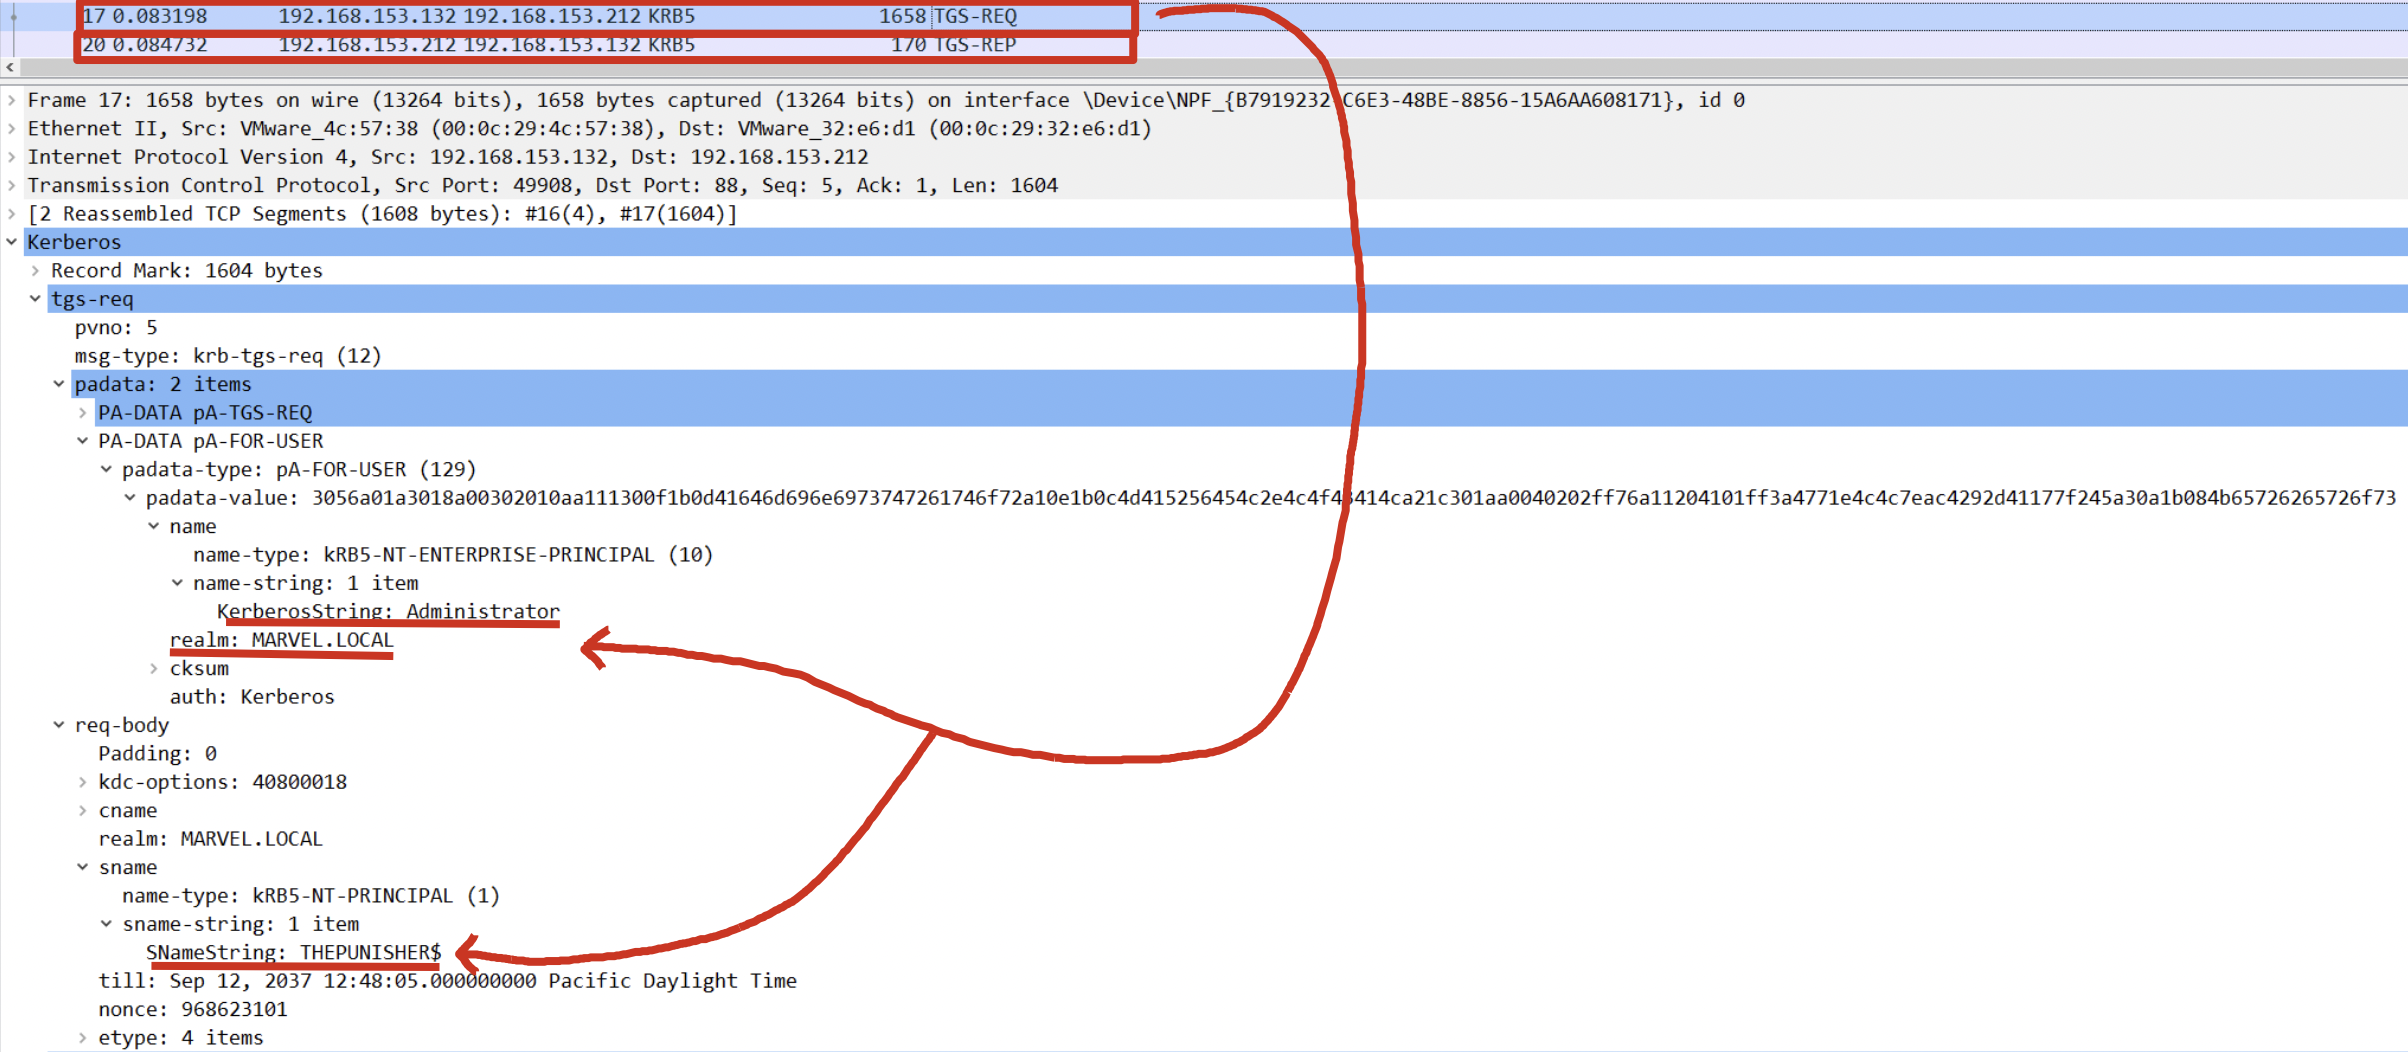 17 0.083198 192.168.153.132 192.168.153.212 KRB5 1658 TGS-REQ
20 0.084732 192.168.153.212 192.168.153.132 KRB5 170 TGS-REP
Frame 17: 1658 bytes on wire (13264 bits), 1658 bytes captured (13264 bits) on interface \Device\NPF_{B7919232-C6E3-48BE-8856-15A6AA608171}, id 0
Ethernet II, Src: VMware_4c:57:38 (00:0c:29:4c:57:38), Dst: VMware_32:e6:d1 (00:0c:29:32:e6:d1)
Internet Protocol Version 4, Src: 192.168.153.132, Dst: 192.168.153.212
Transmission Control Protocol, Src Port: 49908, Dst Port: 88, Seq: 5, Ack: 1, Len: 1604
[2 Reassembled TCP Segments (1608 bytes): #16(4), #17(1604)]
Kerberos
Record Mark: 1604 bytes
tgs-req
pvno: 5
msg-type: krb-tgs-req (12)
padata: 2 items
PA-DATA pA-TGS-REQ
PA-DATA pA-FOR-USER
padata-type: pA-FOR-USER (129)
padata-value: 3056a01a3018a00302010aa111300f1b0d41646d696e6973747261746f72a10e1b0c4d415256454c2e4c4f43414ca21c301aa0040202ff76a11204101ff3a4771e4c4c7eac4292d41177f245a30a1b084b65726265726f73
name
name-type: kRB5-NT-ENTERPRISE-PRINCIPAL (10)
name-string: 1 item
KerberosString: Administrator
realm: MARVEL.LOCAL
cksum
auth: Kerberos
req-body
Padding: 0
kdc-options: 40800018
cname
realm: MARVEL.LOCAL
sname
name-type: kRB5-NT-PRINCIPAL (1)
sname-string: 1 item
SNameString: THEPUNISHER$
till: Sep 12, 2037 12:48:05.000000000 Pacific Daylight Time
nonce: 968623101
etype: 4 items